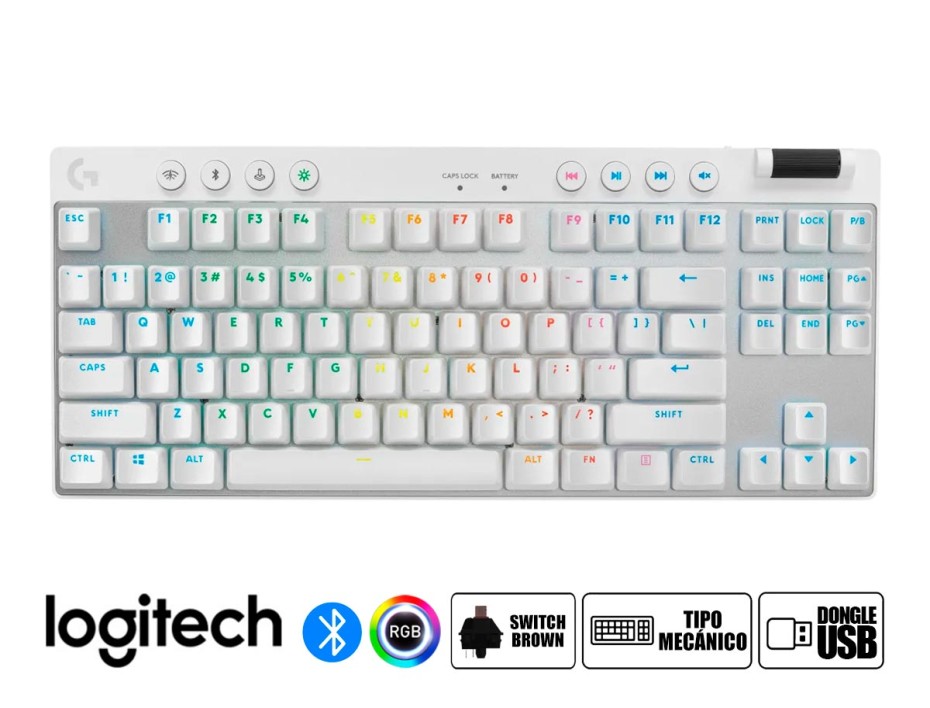 CAPS LOCK BATTERY
ESC F1 F2 F3 F4 F5 F6 F7 F8 F9 F10 F11 F12 PRNT LOCK P/B
` ~ 1 ! 2 @ 3 # 4 $ 5 % 6 ^ 7 & 8 * 9 ( 0 ) - _ = + INS HOME PG▲
TAB Q W E R T Y U I O P [ { ] } \ | DEL END PG▼
CAPS A S D F G H J K L ; : ' "
SHIFT Z X C V B N M , < . > / ? SHIFT
CTRL ALT ALT FN CTRL
logitech
RGB
SWITCH
BROWN
TIPO
MECÁNICO
DONGLE
USB